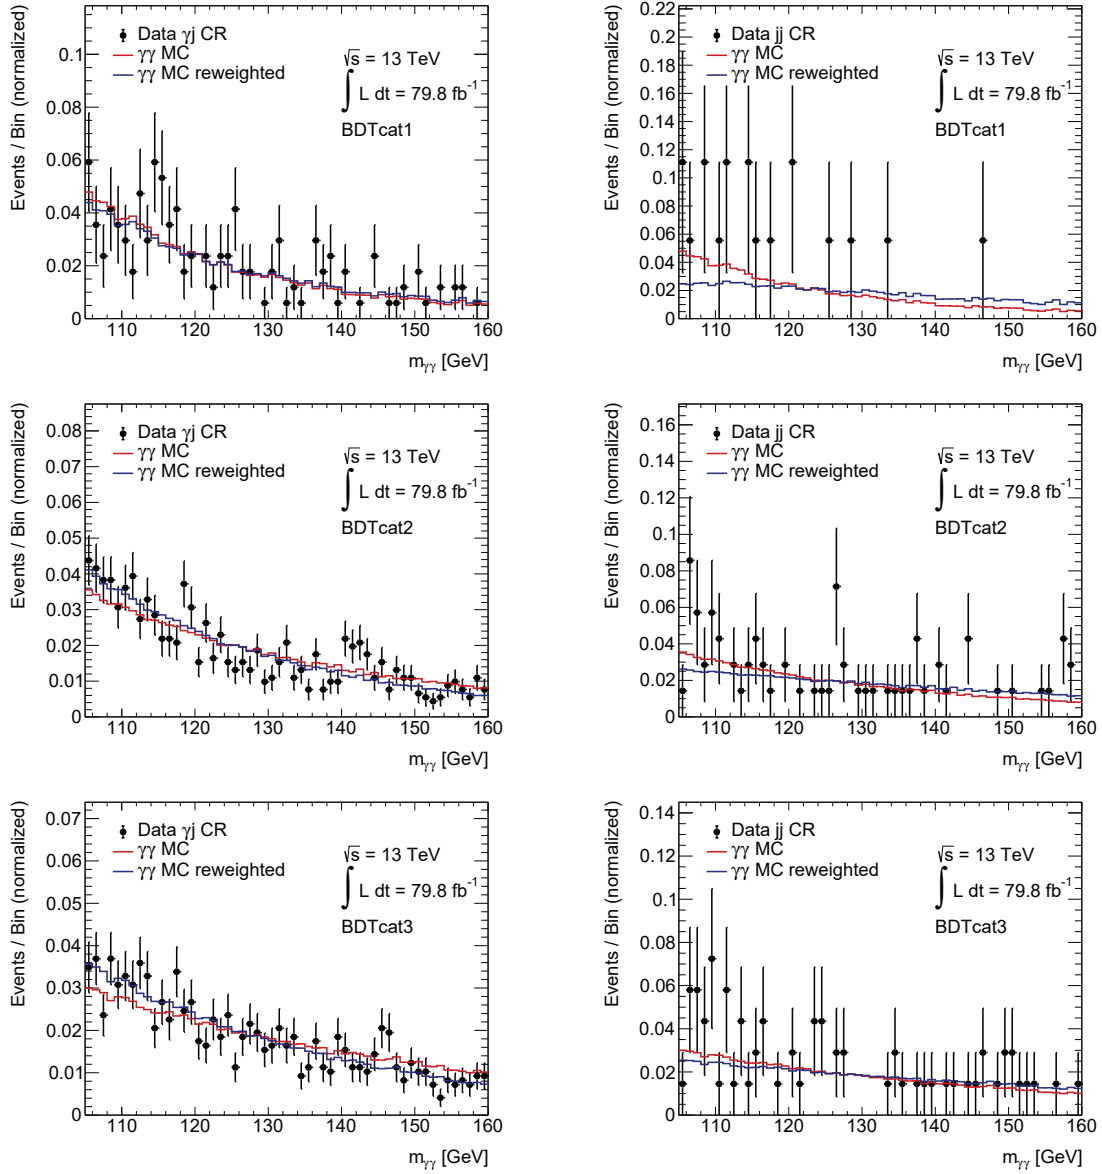 Events / Bin (normalized)
0.1
0.08
0.06
0.04
0.02
0
Data γj CR
γγ MC
γγ MC reweighted
√s = 13 TeV
∫ L dt = 79.8 fb⁻¹
BDTcat1
110 120 130 140 150 160
mγγ [GeV]
Events / Bin (normalized)
0.22
0.2
0.18
0.16
0.14
0.12
0.1
0.08
0.06
0.04
0.02
0
Data jj CR
γγ MC
γγ MC reweighted
√s = 13 TeV
∫ L dt = 79.8 fb⁻¹
BDTcat1
110 120 130 140 150 160
mγγ [GeV]
Events / Bin (normalized)
0.08
0.07
0.06
0.05
0.04
0.03
0.02
0.01
0
Data γj CR
γγ MC
γγ MC reweighted
√s = 13 TeV
∫ L dt = 79.8 fb⁻¹
BDTcat2
110 120 130 140 150 160
mγγ [GeV]
Events / Bin (normalized)
0.16
0.14
0.12
0.1
0.08
0.06
0.04
0.02
0
Data jj CR
γγ MC
γγ MC reweighted
√s = 13 TeV
∫ L dt = 79.8 fb⁻¹
BDTcat2
110 120 130 140 150 160
mγγ [GeV]
Events / Bin (normalized)
0.07
0.06
0.05
0.04
0.03
0.02
0.01
0
Data γj CR
γγ MC
γγ MC reweighted
√s = 13 TeV
∫ L dt = 79.8 fb⁻¹
BDTcat3
110 120 130 140 150 160
mγγ [GeV]
Events / Bin (normalized)
0.14
0.12
0.1
0.08
0.06
0.04
0.02
0
Data jj CR
γγ MC
γγ MC reweighted
√s = 13 TeV
∫ L dt = 79.8 fb⁻¹
BDTcat3
110 120 130 140 150 160
mγγ [GeV]